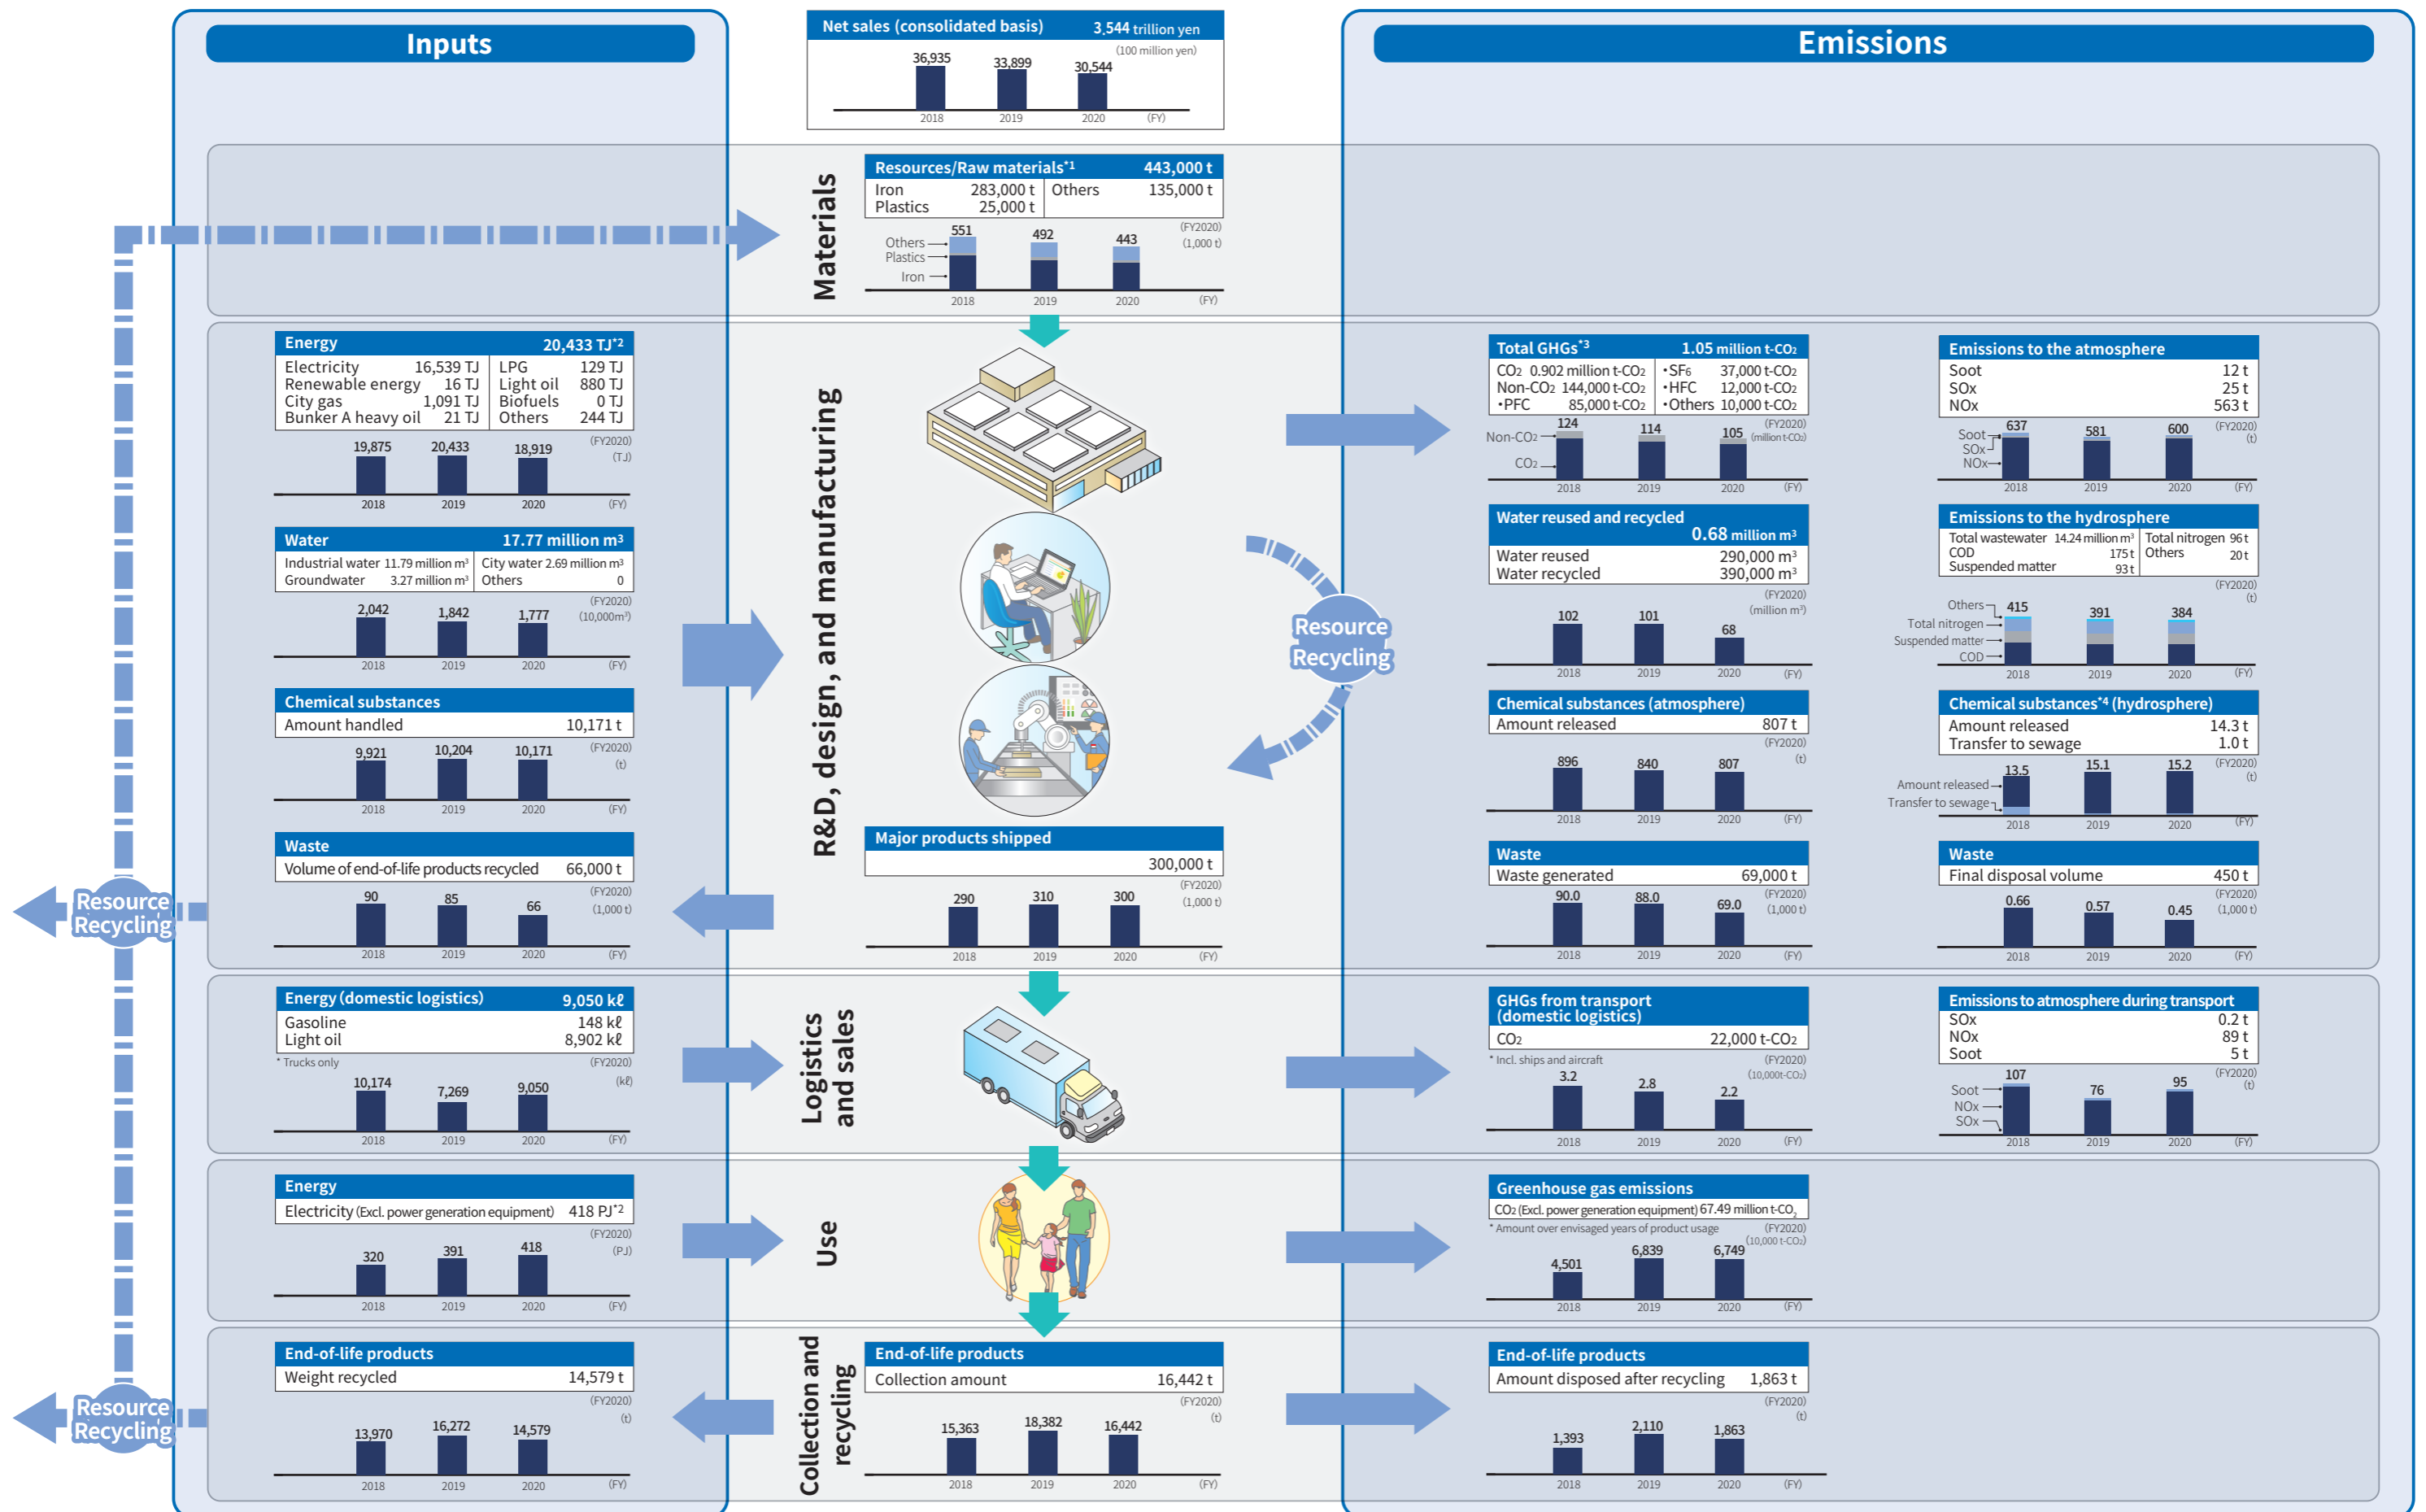 Inputs
Net sales (consolidated basis) 3.544 trillion yen
(100 million yen)
36,935 33,899 30,544
2018 2019 2020 (FY)
Emissions
Materials
Resources/Raw materials*1 443,000 t
Iron 283,000 t Others 135,000 t
Plastics 25,000 t
(FY2020)
(1,000 t)
551 492 443
Others
Plastics
Iron
2018 2019 2020 (FY)
R&D, design, and manufacturing
Energy 20,433 TJ*2
Electricity 16,539 TJ LPG 129 TJ
Renewable energy 16 TJ Light oil 880 TJ
City gas 1,091 TJ Biofuels 0 TJ
Bunker A heavy oil 21 TJ Others 244 TJ
(FY2020)
(TJ)
19,875 20,433 18,919
2018 2019 2020 (FY)
Water 17.77 million m³
Industrial water 11.79 million m³ City water 2.69 million m³
Groundwater 3.27 million m³ Others 0
(FY2020)
(10,000m³)
2,042 1,842 1,777
2018 2019 2020 (FY)
Chemical substances
Amount handled 10,171 t
(FY2020)
(t)
9,921 10,204 10,171
2018 2019 2020 (FY)
Waste
Volume of end-of-life products recycled 66,000 t
(FY2020)
(1,000 t)
90 85 66
2018 2019 2020 (FY)
Resource
Recycling
Major products shipped
300,000 t
(FY2020)
(1,000 t)
290 310 300
2018 2019 2020 (FY)
Resource
Recycling
Total GHGs*3 1.05 million t-CO₂
CO₂ 0.902 million t-CO₂ •SF₆ 37,000 t-CO₂
Non-CO₂ 144,000 t-CO₂ •HFC 12,000 t-CO₂
•PFC 85,000 t-CO₂ •Others 10,000 t-CO₂
(FY2020)
(million t-CO₂)
124 114 105
Non-CO₂
CO₂
2018 2019 2020 (FY)
Emissions to the atmosphere
Soot 12 t
SOx 25 t
NOx 563 t
(FY2020)
(t)
637 581 600
Soot
SOx
NOx
2018 2019 2020 (FY)
Water reused and recycled
0.68 million m³
Water reused 290,000 m³
Water recycled 390,000 m³
(FY2020)
(million m³)
102 101 68
2018 2019 2020 (FY)
Emissions to the hydrosphere
Total wastewater 14.24 million m³ Total nitrogen 96 t
COD 175 t Others 20 t
Suspended matter 93 t
(FY2020)
(t)
415 391 384
Others
Total nitrogen
Suspended matter
COD
2018 2019 2020 (FY)
Chemical substances (atmosphere)
Amount released 807 t
(FY2020)
(t)
896 840 807
2018 2019 2020 (FY)
Chemical substances*4 (hydrosphere)
Amount released 14.3 t
Transfer to sewage 1.0 t
(FY2020)
(t)
13.5 15.1 15.2
Amount released
Transfer to sewage
2018 2019 2020 (FY)
Waste
Waste generated 69,000 t
(FY2020)
(1,000 t)
90.0 88.0 69.0
2018 2019 2020 (FY)
Waste
Final disposal volume 450 t
(FY2020)
(1,000 t)
0.66 0.57 0.45
2018 2019 2020 (FY)
Logistics
and sales
Energy (domestic logistics) 9,050 kℓ
Gasoline 148 kℓ
Light oil 8,902 kℓ
* Trucks only (FY2020)
(kℓ)
10,174 7,269 9,050
2018 2019 2020 (FY)
GHGs from transport
(domestic logistics)
CO₂ 22,000 t-CO₂
* Incl. ships and aircraft (FY2020)
(10,000t-CO₂)
3.2 2.8 2.2
2018 2019 2020 (FY)
Emissions to atmosphere during transport
SOx 0.2 t
NOx 89 t
Soot 5 t
(FY2020)
(t)
107 76 95
Soot
NOx
SOx
2018 2019 2020 (FY)
Use
Energy
Electricity (Excl. power generation equipment) 418 PJ*2
(FY2020)
(PJ)
320 391 418
2018 2019 2020 (FY)
Greenhouse gas emissions
CO₂ (Excl. power generation equipment) 67.49 million t-CO₂
* Amount over envisaged years of product usage (FY2020)
(10,000 t-CO₂)
4,501 6,839 6,749
2018 2019 2020 (FY)
Collection and
recycling
End-of-life products
Weight recycled 14,579 t
(FY2020)
(t)
13,970 16,272 14,579
2018 2019 2020 (FY)
Resource
Recycling
End-of-life products
Collection amount 16,442 t
(FY2020)
(t)
15,363 18,382 16,442
2018 2019 2020 (FY)
End-of-life products
Amount disposed after recycling 1,863 t
(FY2020)
(t)
1,393 2,110 1,863
2018 2019 2020 (FY)